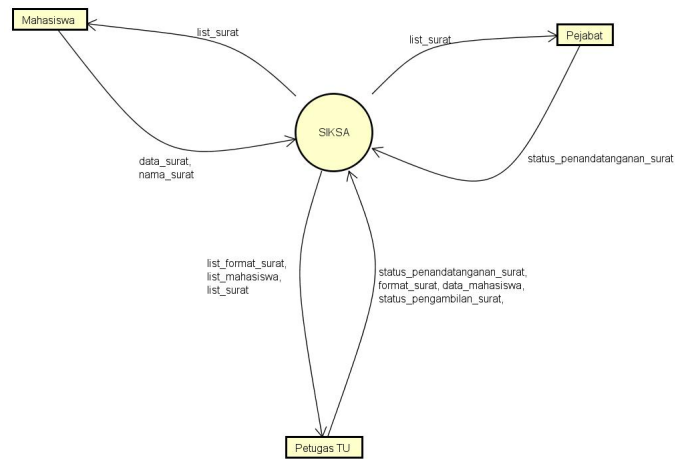 Mahasiswa
list_surat
list_surat
Pejabat
SIKSA
data_surat,
nama_surat
status_penandatanganan_surat
list_format_surat,
list_mahasiswa,
list_surat
status_penandatanganan_surat,
format_surat, data_mahasiswa,
status_pengambilan_surat,
Petugas TU